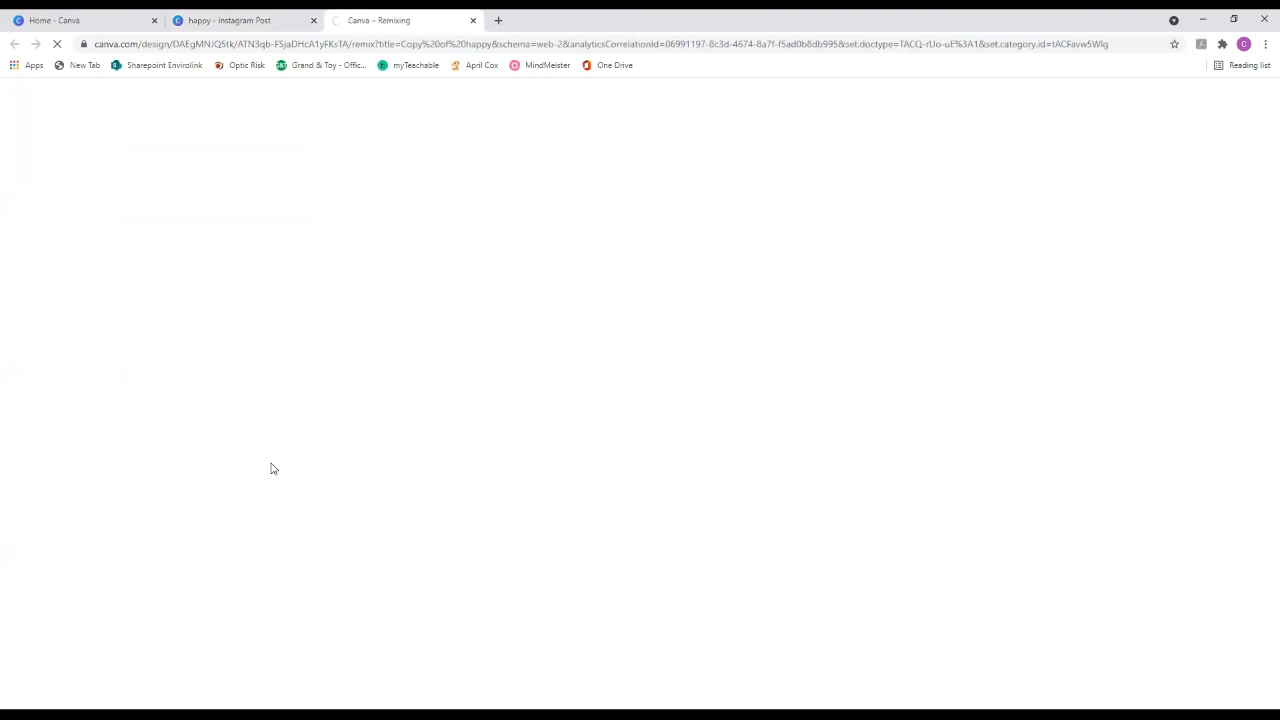 Home - Canva
happy - Instagram Post
Canva – Remixing
canva.com/design/DAEgMNJQ5tk/ATN3qb-FSjaDHcA1yFKsTA/remix?title=Copy%20of%20happy&schema=web-2&analyticsCorrelationId=06991197-8c3d-4674-8a7f-f5ad0b8db995&set.doctype=TACQ-rUo-uE%3A1&set.category.id=tACFavw5WIg
C
Apps
New Tab
Sharepoint Envirolink
Optic Risk
Grand & Toy - Offic...
myTeachable
April Cox
MindMeister
One Drive
Reading list